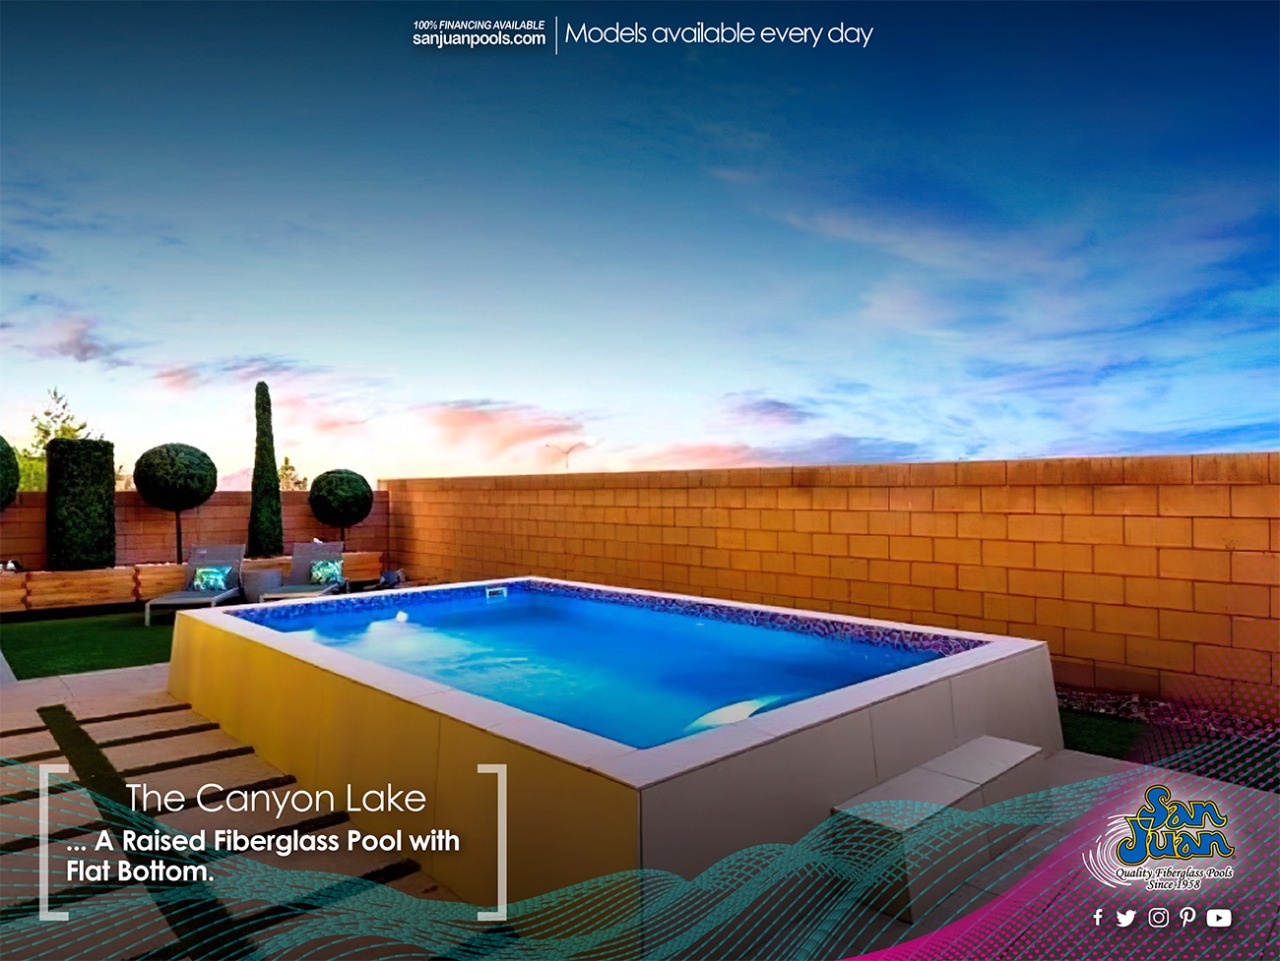 100% FINANCING AVAILABLE
sanjuanpools.com
Models available every day
The Canyon Lake
... A Raised Fiberglass Pool with
Flat Bottom.
San
Juan
Quality Fiberglass Pools
Since 1958